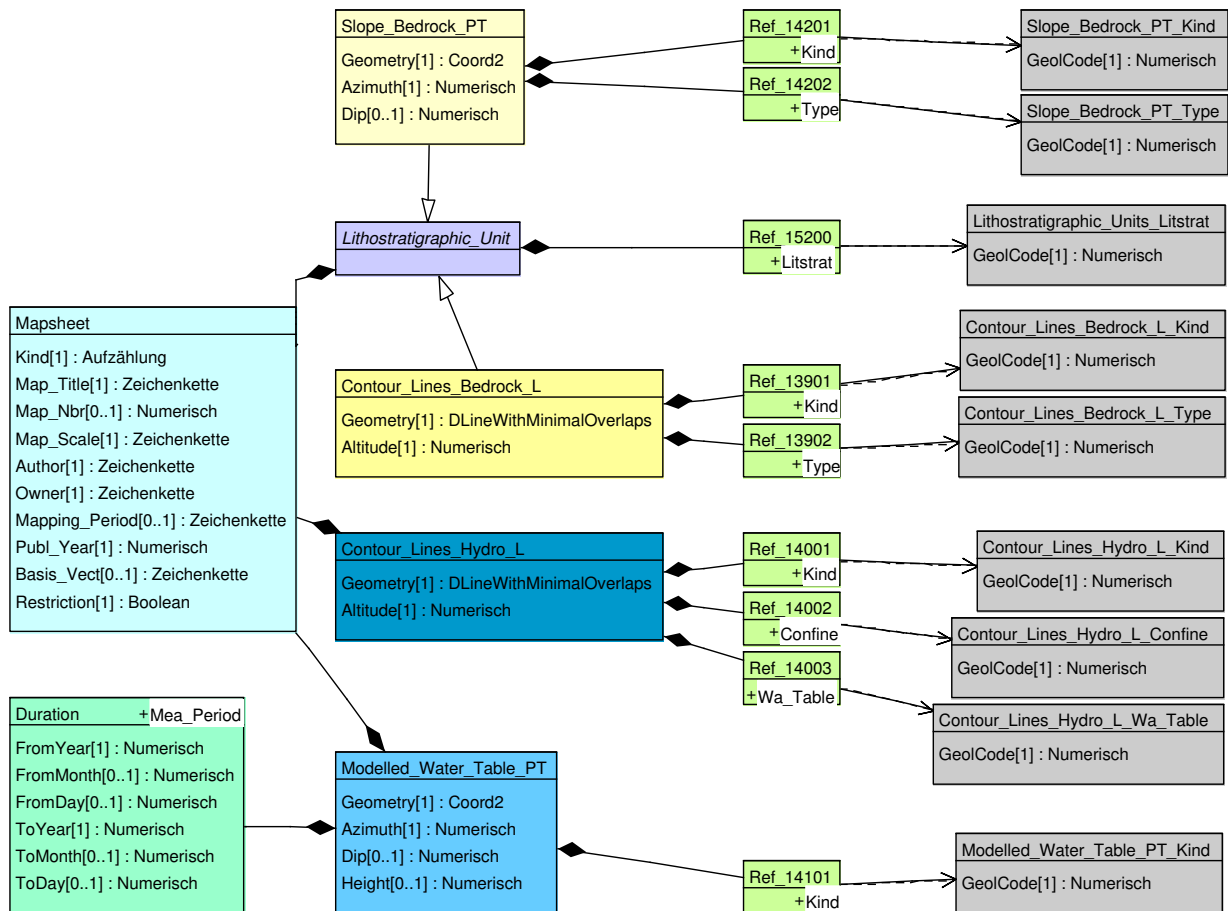 Slope_Bedrock_PT
Geometry[1] : Coord2
Azimuth[1] : Numerisch
Dip[0..1] : Numerisch
Ref_14201
+Kind
Ref_14202
+Type
Slope_Bedrock_PT_Kind
GeolCode[1] : Numerisch
Slope_Bedrock_PT_Type
GeolCode[1] : Numerisch
Lithostratigraphic_Unit
Ref_15200
+Litstrat
Lithostratigraphic_Units_Litstrat
GeolCode[1] : Numerisch
Mapsheet
Kind[1] : Aufzählung
Map_Title[1] : Zeichenkette
Map_Nbr[0..1] : Numerisch
Map_Scale[1] : Zeichenkette
Author[1] : Zeichenkette
Owner[1] : Zeichenkette
Mapping_Period[0..1] : Zeichenkette
Publ_Year[1] : Numerisch
Basis_Vect[0..1] : Zeichenkette
Restriction[1] : Boolean
Contour_Lines_Bedrock_L
Geometry[1] : DLineWithMinimalOverlaps
Altitude[1] : Numerisch
Ref_13901
+Kind
Ref_13902
+Type
Contour_Lines_Bedrock_L_Kind
GeolCode[1] : Numerisch
Contour_Lines_Bedrock_L_Type
GeolCode[1] : Numerisch
Contour_Lines_Hydro_L
Geometry[1] : DLineWithMinimalOverlaps
Altitude[1] : Numerisch
Ref_14001
+Kind
Ref_14002
+Confine
Ref_14003
+Wa_Table
Contour_Lines_Hydro_L_Kind
GeolCode[1] : Numerisch
Contour_Lines_Hydro_L_Confine
GeolCode[1] : Numerisch
Contour_Lines_Hydro_L_Wa_Table
GeolCode[1] : Numerisch
Duration +Mea_Period
FromYear[1] : Numerisch
FromMonth[0..1] : Numerisch
FromDay[0..1] : Numerisch
ToYear[1] : Numerisch
ToMonth[0..1] : Numerisch
ToDay[0..1] : Numerisch
Modelled_Water_Table_PT
Geometry[1] : Coord2
Azimuth[1] : Numerisch
Dip[0..1] : Numerisch
Height[0..1] : Numerisch
Ref_14101
+Kind
Modelled_Water_Table_PT_Kind
GeolCode[1] : Numerisch